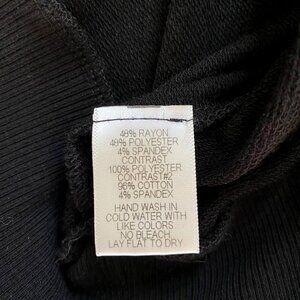 48% RAYON
48% POLYESTER
4% SPANDEX
CONTRAST
100% POLYESTER
CONTRAST#2
96% COTTON
4% SPANDEX
HAND WASH IN
COLD WATER WITH
LIKE COLORS
NO BLEACH
LAY FLAT TO DRY